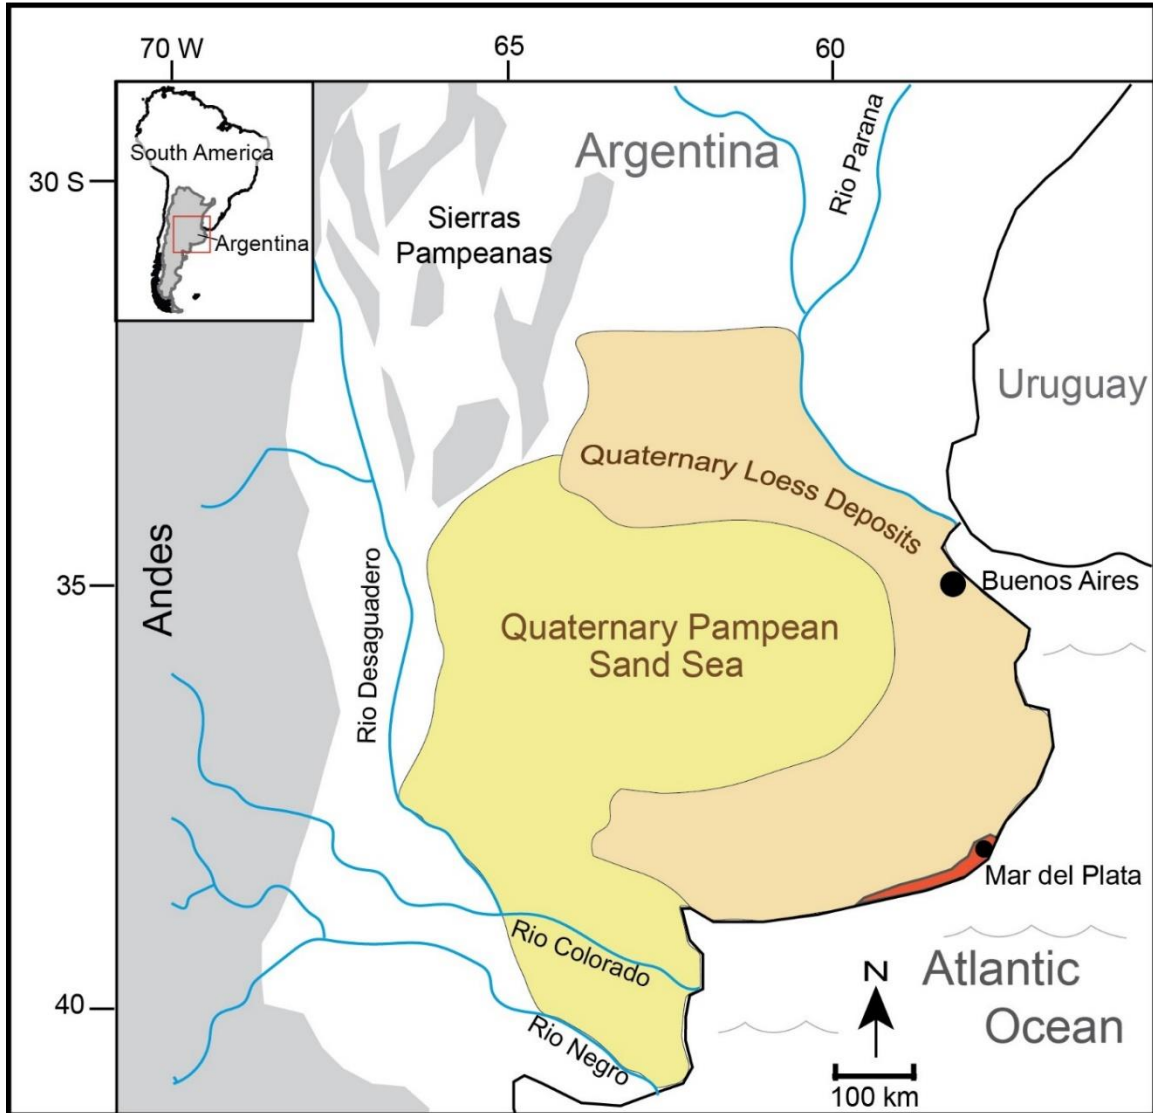 70 W
65
60
South America
Argentina
30 S
35
40
Argentina
Rio Parana
Sierras
Pampeanas
Uruguay
Quaternary Loess Deposits
Andes
Rio Desaguadero
Buenos Aires
Quaternary Pampean
Sand Sea
Mar del Plata
Rio Colorado
Rio Negro
N
Atlantic
Ocean
100 km